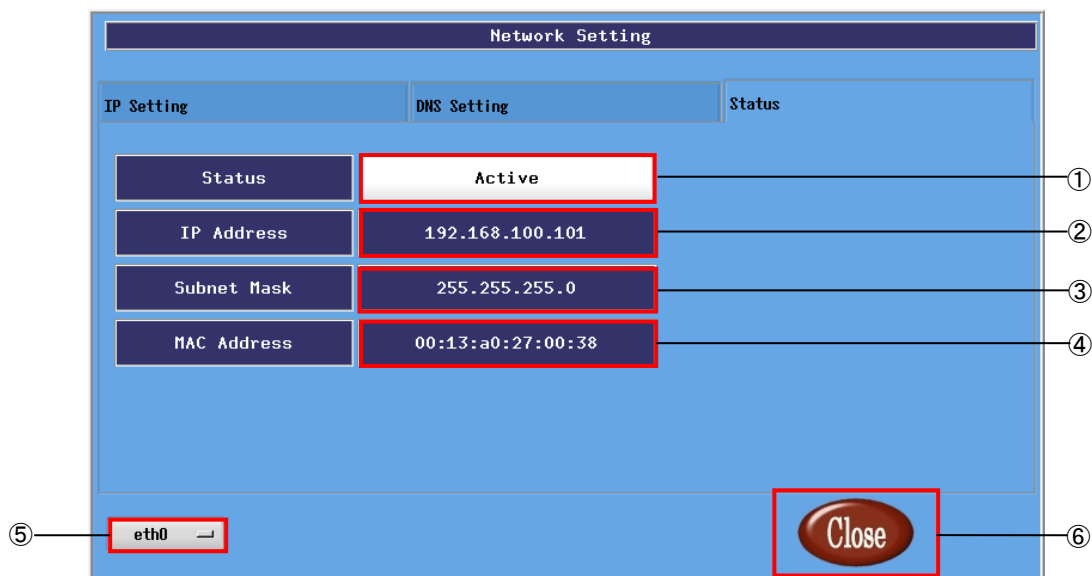 Network Setting
IP Setting DNS Setting Status
Status Active ①
IP Address 192.168.100.101 ②
Subnet Mask 255.255.255.0 ③
MAC Address 00:13:a0:27:00:38 ④
⑤ eth0 Close ⑥